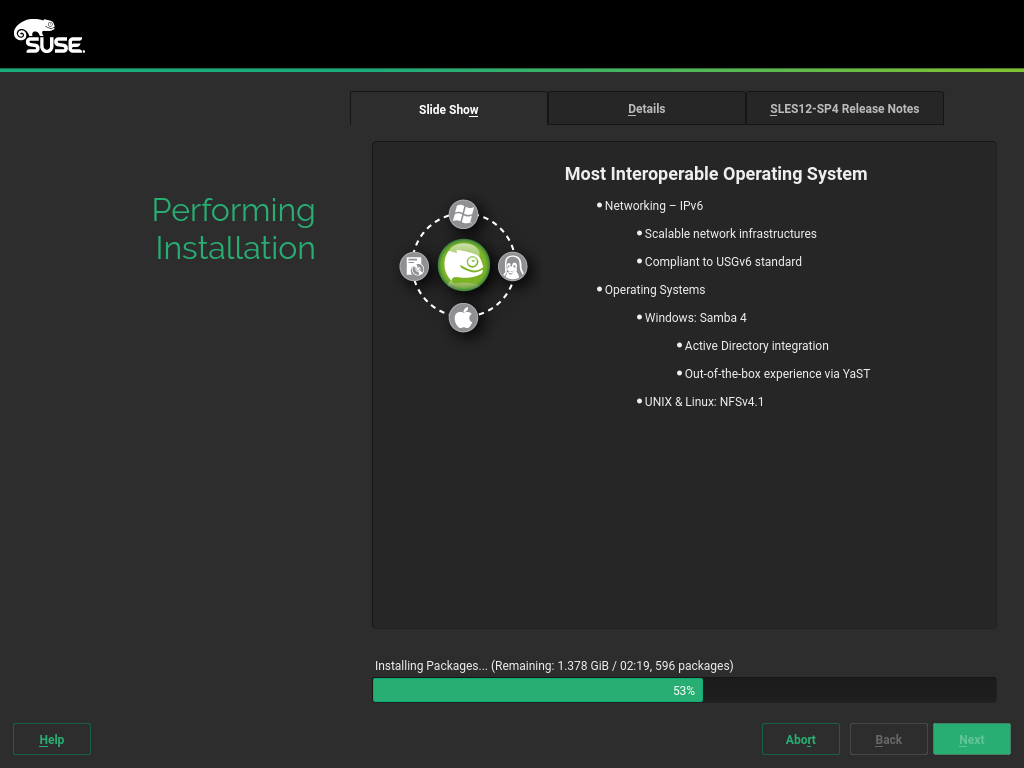 SUSE.
Slide Show
Details
SLES12-SP4 Release Notes
Performing
Installation
Most Interoperable Operating System
• Networking – IPv6
• Scalable network infrastructures
• Compliant to USGv6 standard
• Operating Systems
• Windows: Samba 4
• Active Directory integration
• Out-of-the-box experience via YaST
• UNIX & Linux: NFSv4.1
Installing Packages... (Remaining: 1.378 GiB / 02:19, 596 packages)
53%
Help
Abort
Back
Next